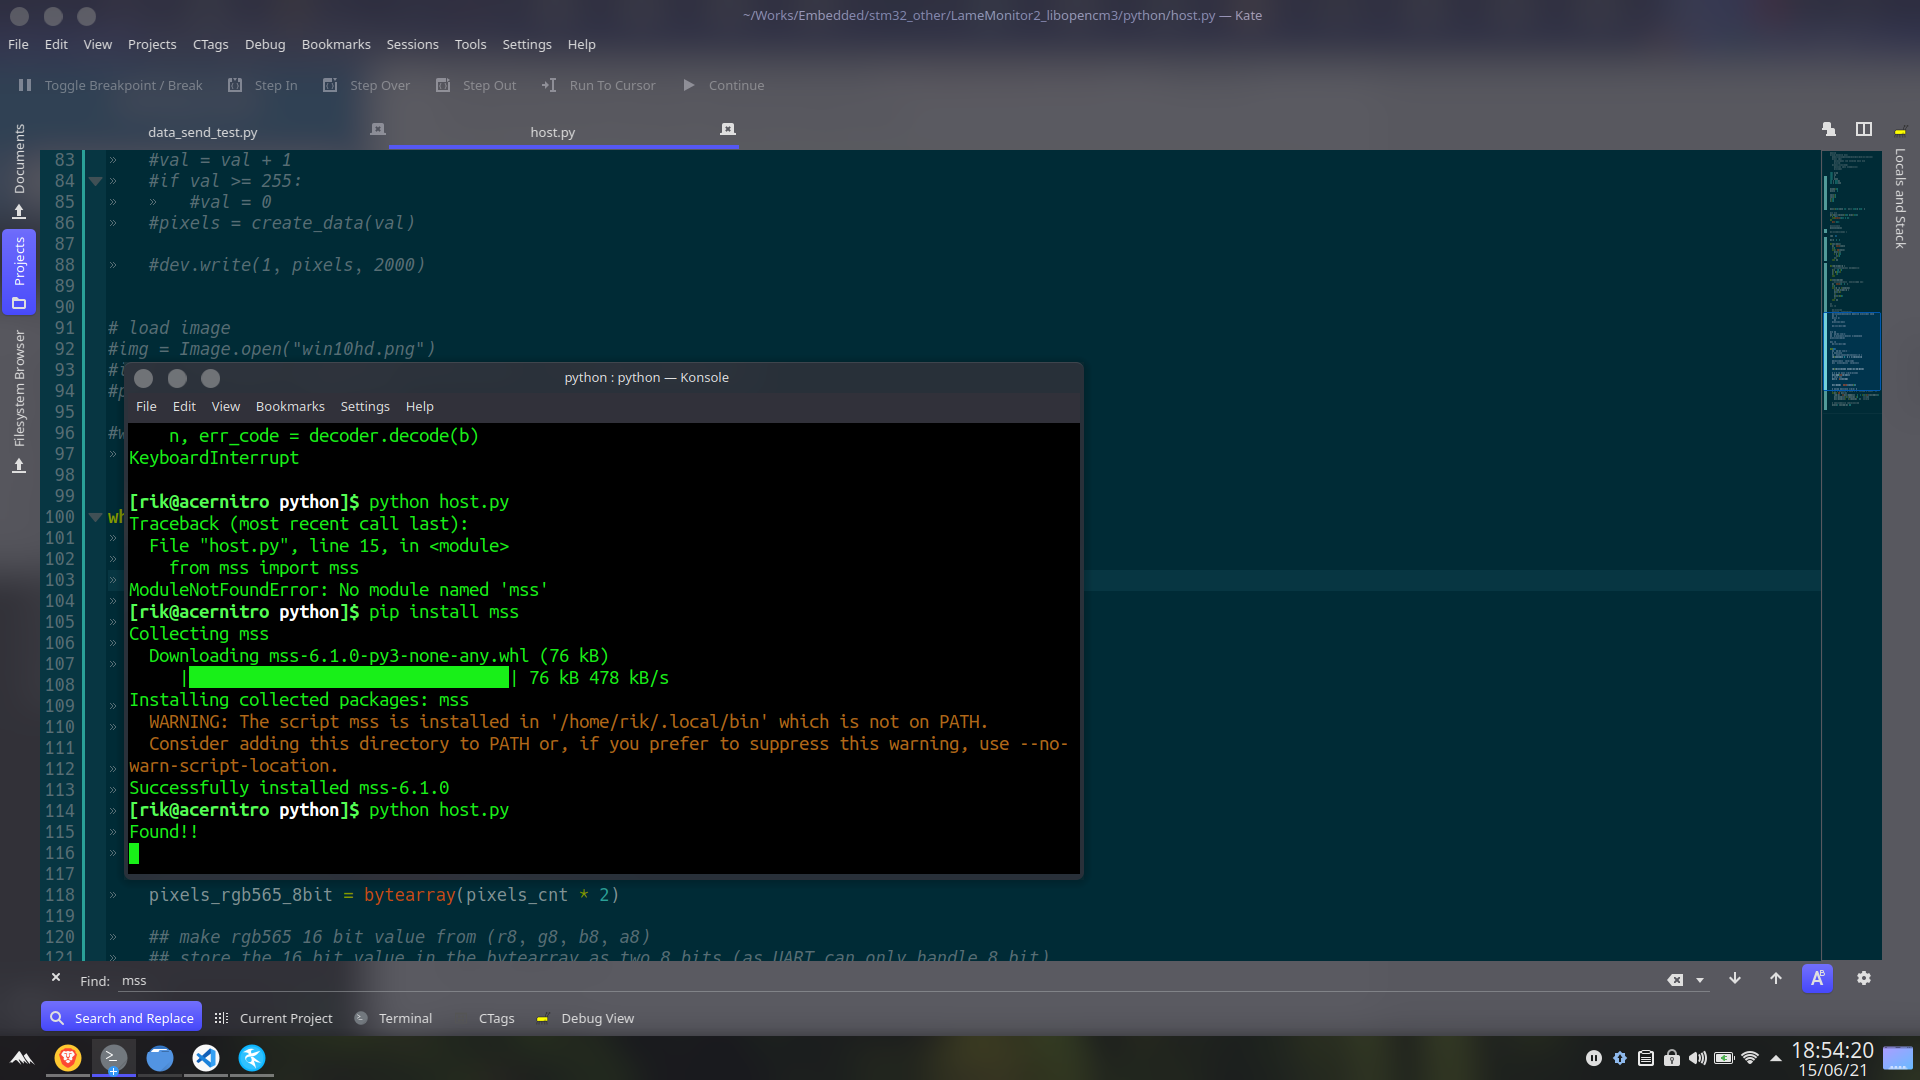 ~/Works/Embedded/stm32_other/LameMonitor2_libopencm3/python/host.py — Kate
File Edit View Projects CTags Debug Bookmarks Sessions Tools Settings Help
Toggle Breakpoint / Break Step In Step Over Step Out Run To Cursor Continue
data_send_test.py host.py
Documents
Projects
Filesystem Browser
Locals and Stack
83 » #val = val + 1
84 » #if val >= 255:
85 » » #val = 0
86 » #pixels = create_data(val)
87
88 » #dev.write(1, pixels, 2000)
89
90
91 # load image
92 #img = Image.open("win10hd.png")
93
94
95
96
97 »
98
99
100
101 »
102 »
103 »
104 »
105 »
106 »
107 »
108
109 »
110 »
111
112 »
113 »
114 »
115 »
116 »
117
118 » pixels_rgb565_8bit = bytearray(pixels_cnt * 2)
119
120 » ## make rgb565 16 bit value from (r8, g8, b8, a8)
121 » ## store the 16 bit value in the bytearray as two 8 bits (as UART can only handle 8 bit)
python : python — Konsole
File Edit View Bookmarks Settings Help
n, err_code = decoder.decode(b)
KeyboardInterrupt
[rik@acernitro python]$ python host.py
Traceback (most recent call last):
File "host.py", line 15, in <module>
from mss import mss
ModuleNotFoundError: No module named 'mss'
[rik@acernitro python]$ pip install mss
Collecting mss
Downloading mss-6.1.0-py3-none-any.whl (76 kB)
| | 76 kB 478 kB/s
Installing collected packages: mss
WARNING: The script mss is installed in '/home/rik/.local/bin' which is not on PATH.
Consider adding this directory to PATH or, if you prefer to suppress this warning, use --no-
warn-script-location.
Successfully installed mss-6.1.0
[rik@acernitro python]$ python host.py
Found!!
Find: mss
Search and Replace Current Project Terminal CTags Debug View
18:54:20
15/06/21